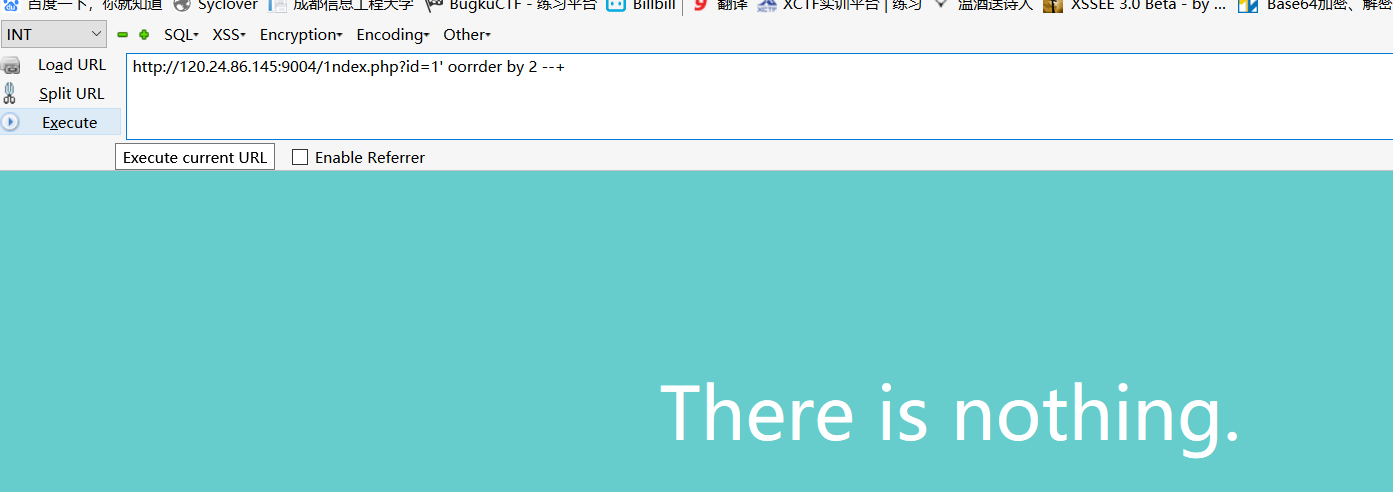 百度一下，你就知道 Syclover 成都信息工程大学 BugkuCTF - 练习平台 Billbill 翻译 XCTF实训平台 | 练习 温酒送诗人 XSSEE 3.0 Beta - by ... Base64加密、解密
INT SQL XSS Encryption Encoding Other
Load URL http://120.24.86.145:9004/1ndex.php?id=1' oorrder by 2 --+
Split URL
Execute
Execute current URL Enable Referrer
There is nothing.